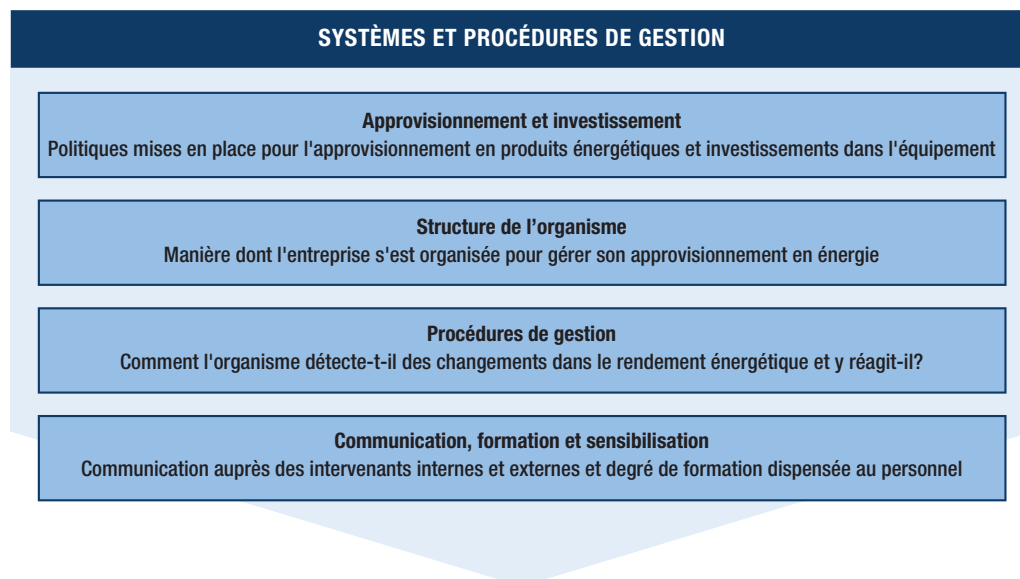 SYSTÈMES ET PROCÉDURES DE GESTION
Approvisionnement et investissement
Politiques mises en place pour l'approvisionnement en produits énergétiques et investissements dans l'équipement
Structure de l’organisme
Manière dont l'entreprise s'est organisée pour gérer son approvisionnement en énergie
Procédures de gestion
Comment l'organisme détecte-t-il des changements dans le rendement énergétique et y réagit-il?
Communication, formation et sensibilisation
Communication auprès des intervenants internes et externes et degré de formation dispensée au personnel